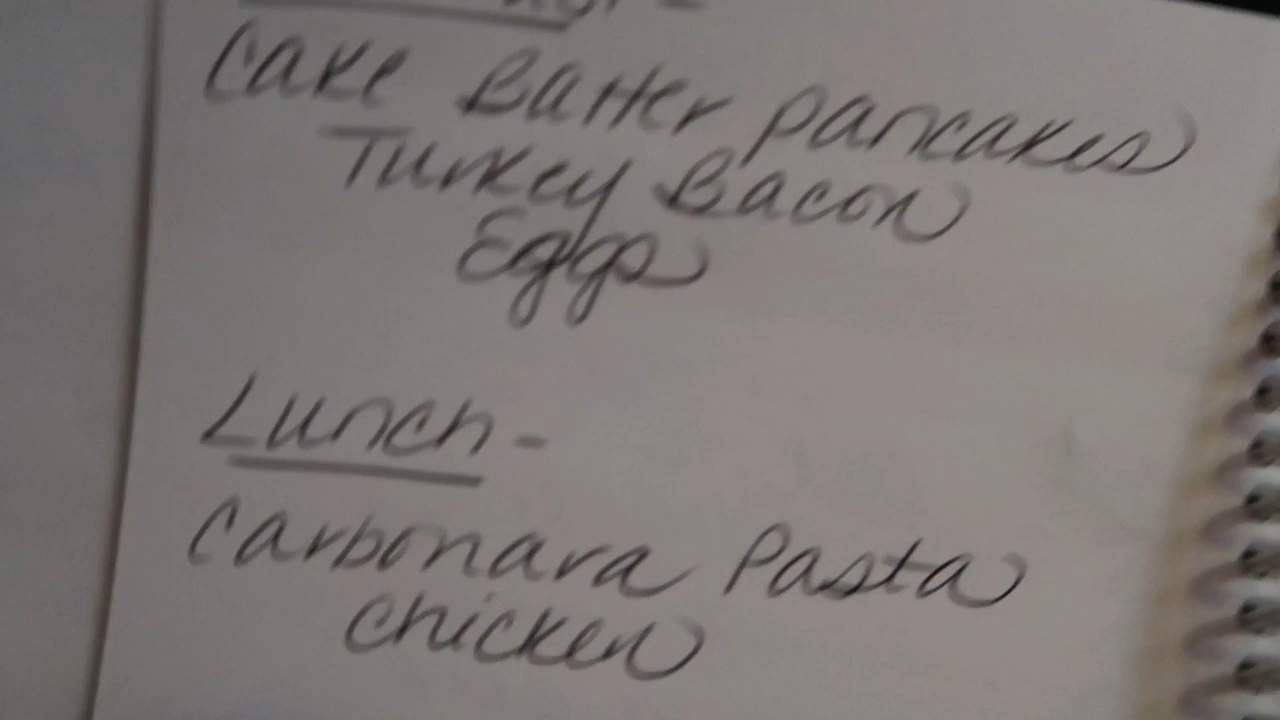 Cake Batter pancakes
Turkey Bacon
Eggs
Lunch-
Carbonara Pasta
chicken